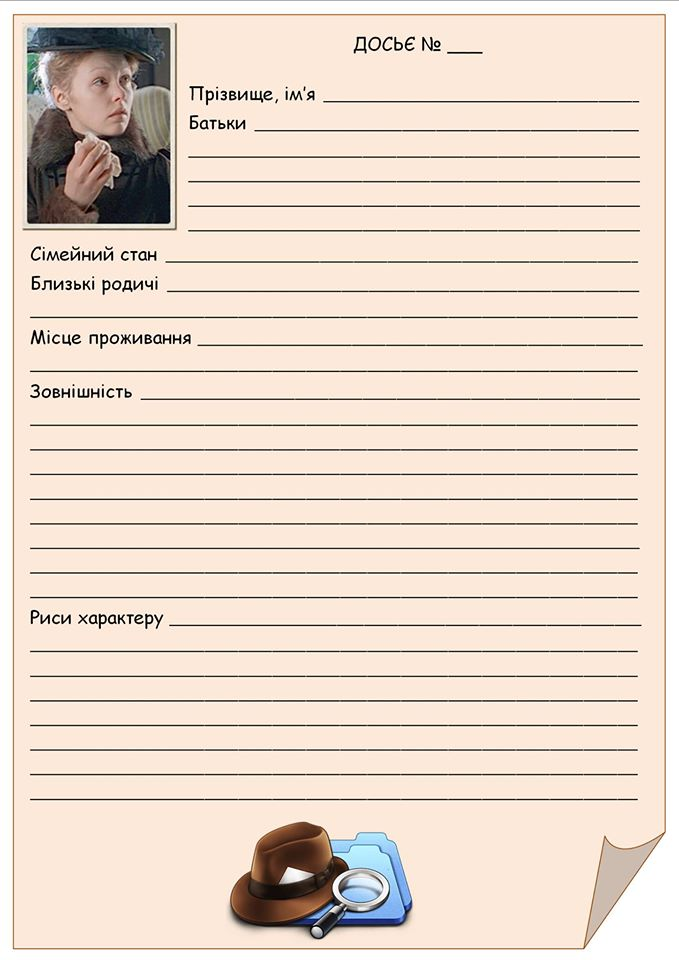 ДОСЬЄ № ___
Прізвище, ім'я
Батьки
Сімейний стан
Близькі родичі
Місце проживання
Зовнішність
Риси характеру